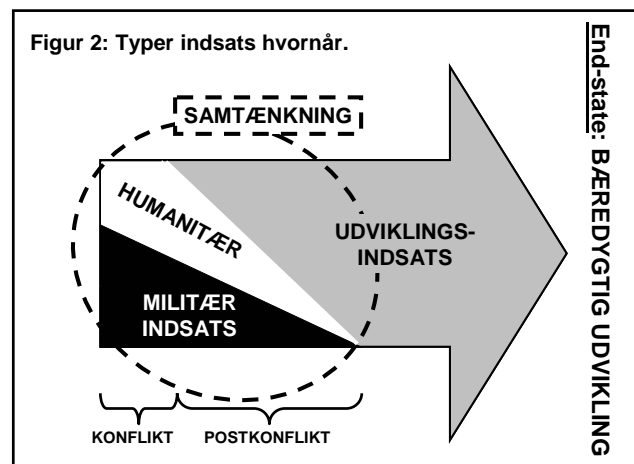 Figur 2: Typer indsats hvornår.
SAMTÆNKNING
HUMANITÆR
UDVIKLINGS-
INDSATS
MILITÆR
INDSATS
KONFLIKT
POSTKONFLIKT
End-state: BÆREDYGTIG UDVIKLING